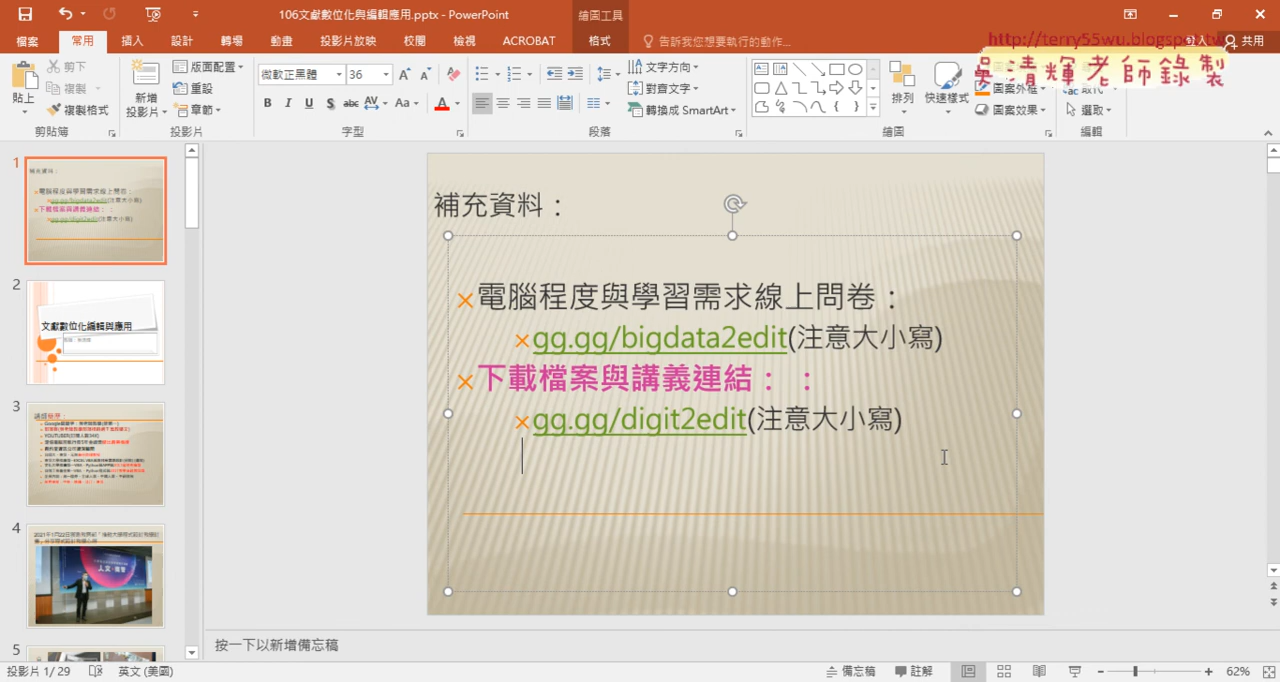 106文獻數位化與編輯應用.pptx - PowerPoint
繪圖工具
檔案 常用 插入 設計 轉場 動畫 投影片放映 校閱 檢視 ACROBAT 格式 告訴我您想要執行的動作... 登入 共用
http://terry55wu.blogspot.tw
吳清輝老師錄製
貼上 剪下 複製 複製格式 剪貼簿
新增投影片 版面配置 重設 章節 投影片
微軟正黑體 36 字型
B I U S abc AV Aa A
文字方向 對齊文字 轉換成 SmartArt 段落
排列 快速樣式 圖案外框 圖案效果 繪圖
選取 編輯
1
2
文獻數位化編輯與應用
3
4
5
補充資料：
電腦程度與學習需求線上問卷：
gg.gg/bigdata2edit(注意大小寫)
下載檔案與講義連結： ：
gg.gg/digit2edit(注意大小寫)
按一下以新增備忘稿
投影片 1/29 英文 (美國) 備忘稿 註解 62%